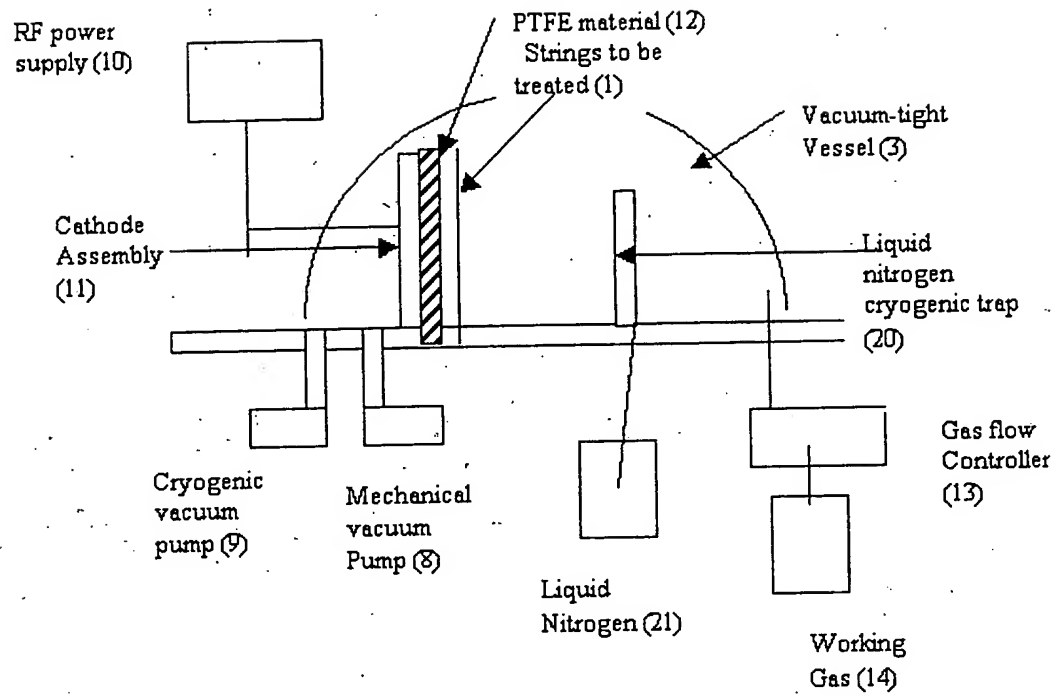 RF power
supply (10)
PTFE material (12)
Strings to be
treated (1)
Vacuum-tight
Vessel (3)
Cathode
Assembly
(11)
Liquid
nitrogen
cryogenic trap
(20)
Gas flow
Controller
(13)
Cryogenic
vacuum
pump (9)
Mechanical
vacuum
Pump (8)
Liquid
Nitrogen (21)
Working
Gas (14)